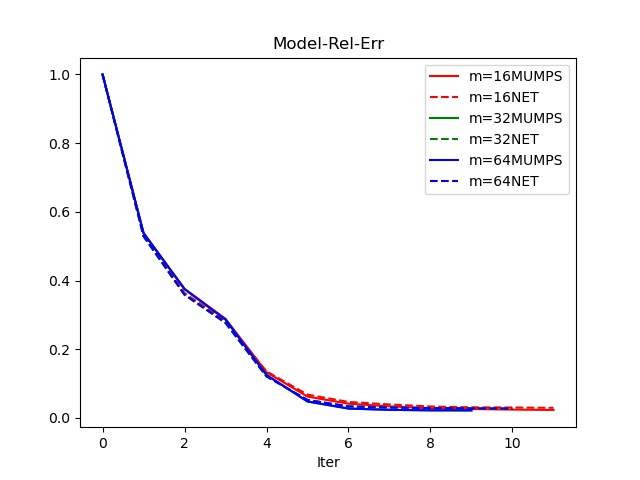 Model-Rel-Err
1.0
0.8
0.6
0.4
0.2
0.0
m=16MUMPS
m=16NET
m=32MUMPS
m=32NET
m=64MUMPS
m=64NET
0 2 4 6 8 10
Iter